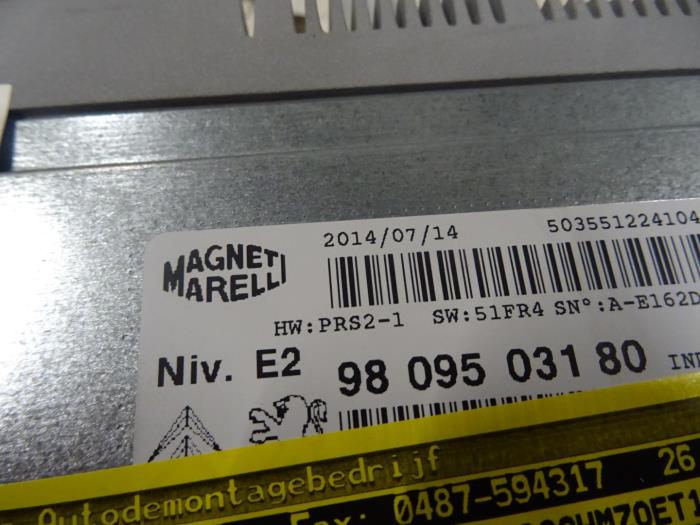 2014/07/14 503551224104
MAGNETI
MARELLI
HW:PRS2-1 SW:51FR4 SN°:A-E162D
Niv. E2 98 095 031 80
Autodemontagebedrijf
Fax: 0487-594317 26